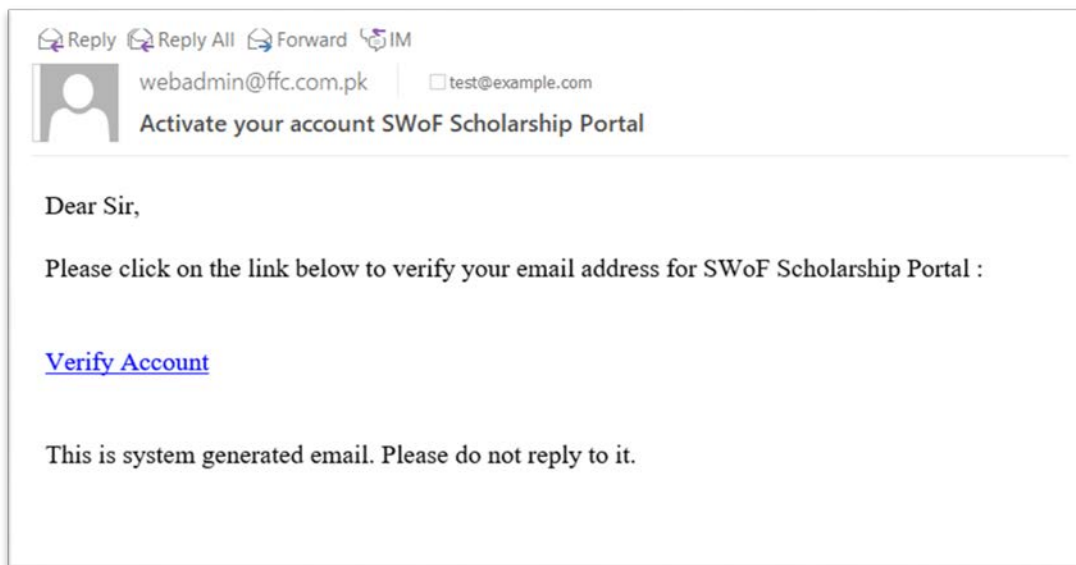 Reply Reply All Forward IM
webadmin@ffc.com.pk test@example.com
Activate your account SWoF Scholarship Portal
Dear Sir,
Please click on the link below to verify your email address for SWoF Scholarship Portal :
Verify Account
This is system generated email. Please do not reply to it.